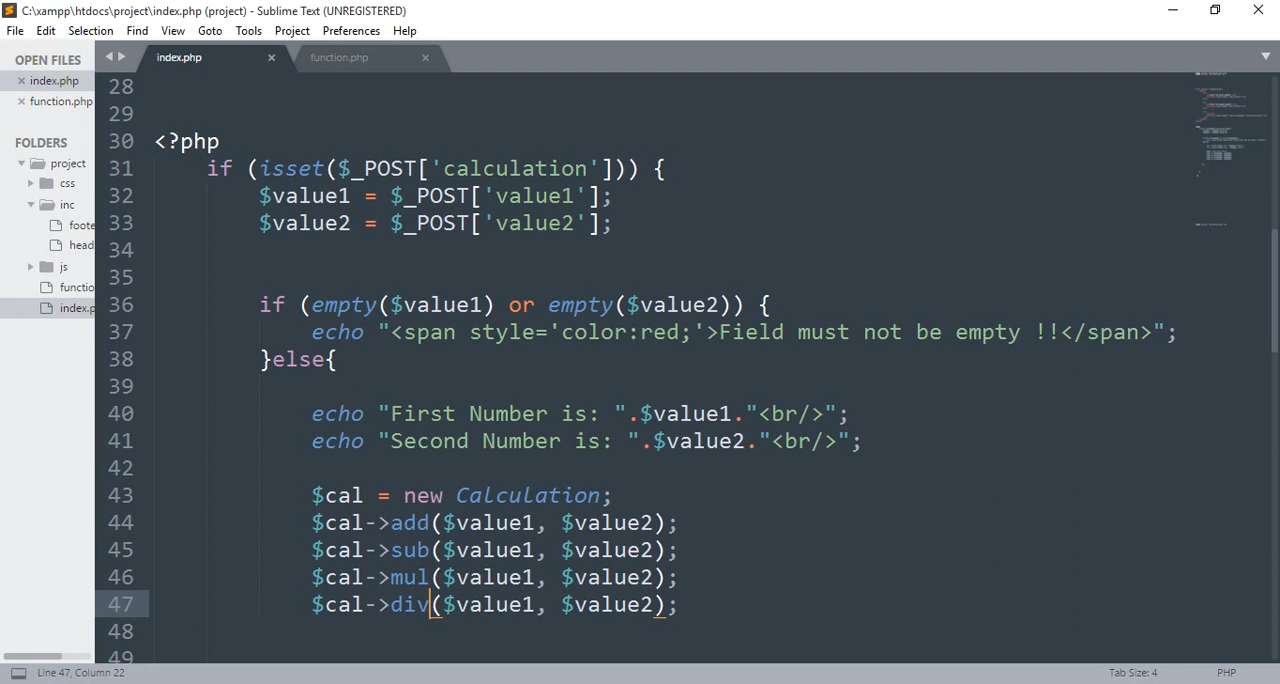 C:\xampp\htdocs\project\index.php (project) - Sublime Text (UNREGISTERED)
File Edit Selection Find View Goto Tools Project Preferences Help
OPEN FILES
index.php
function.php
FOLDERS
project
css
inc
foote
head
js
functio
index.p
index.php
function.php
28
29
30 <?php
31 if (isset($_POST['calculation'])) {
32 $value1 = $_POST['value1'];
33 $value2 = $_POST['value2'];
34
35
36 if (empty($value1) or empty($value2)) {
37 echo "<span style='color:red;'>Field must not be empty !!</span>";
38 }else{
39
40 echo "First Number is: ".$value1."<br/>";
41 echo "Second Number is: ".$value2."<br/>";
42
43 $cal = new Calculation;
44 $cal->add($value1, $value2);
45 $cal->sub($value1, $value2);
46 $cal->mul($value1, $value2);
47 $cal->div($value1, $value2);
48
49
Line 47, Column 22
Tab Size: 4
PHP